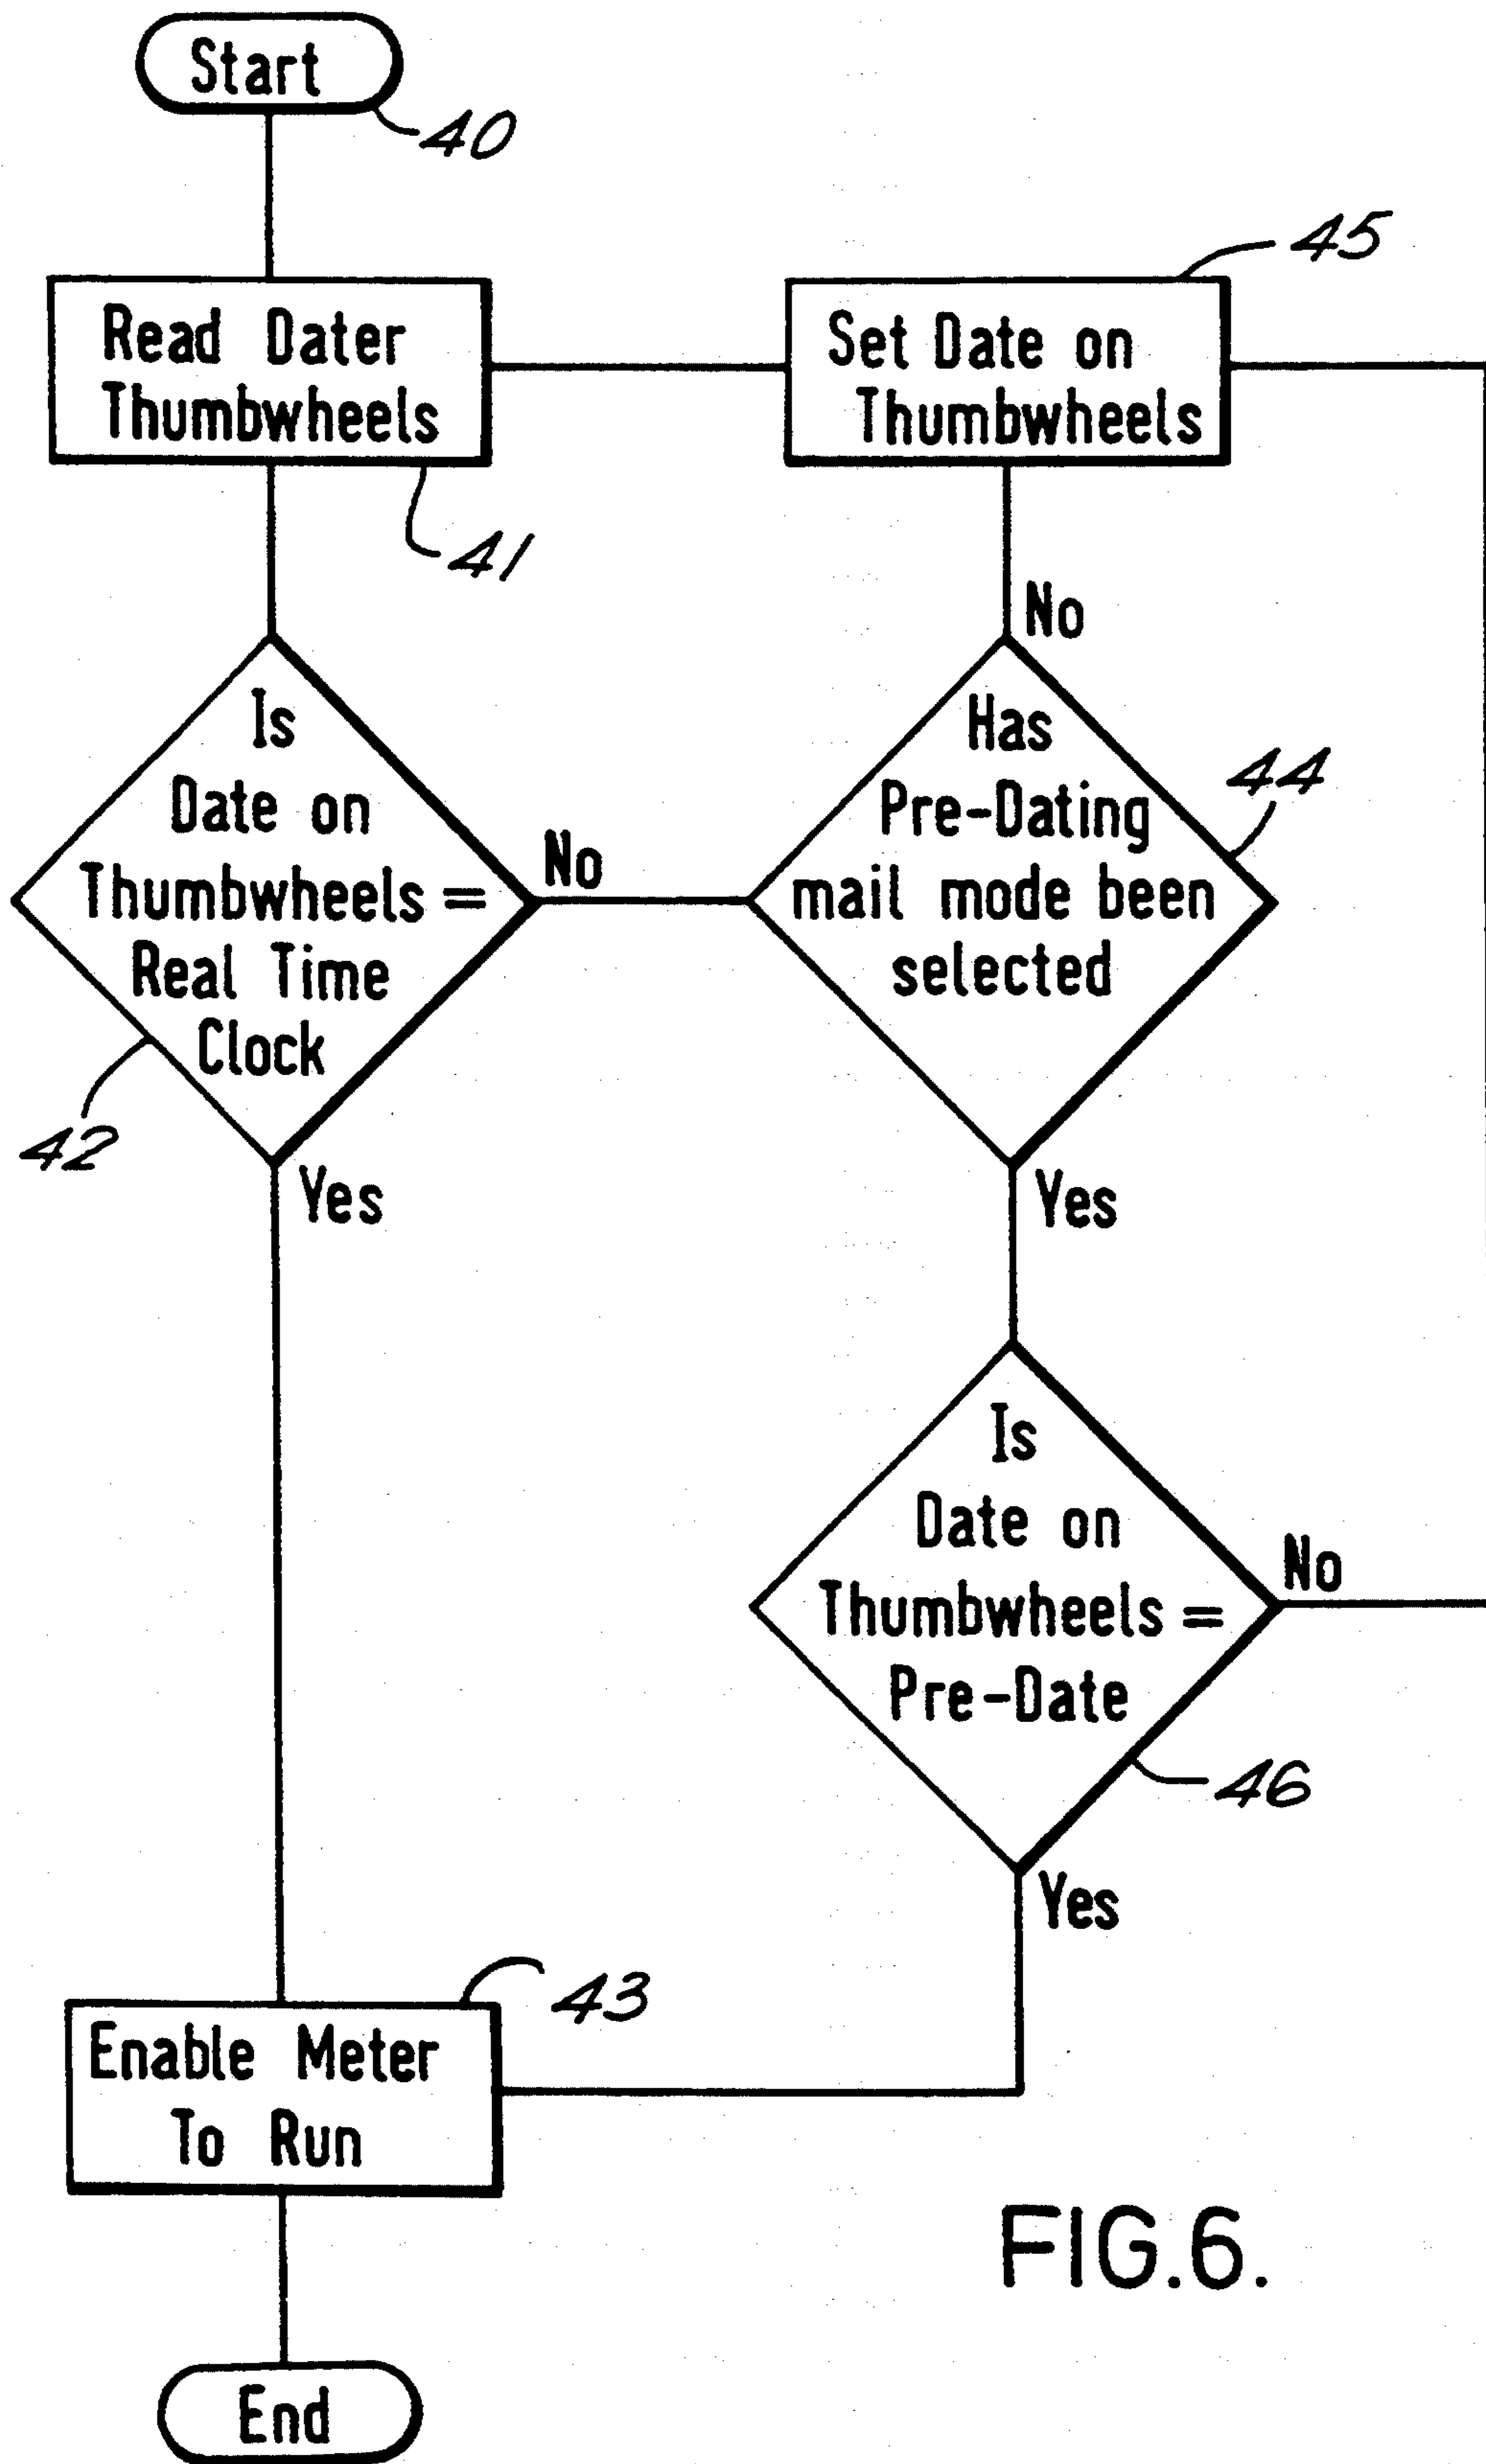 Start
40
Read Dater
Thumbwheels
41
45
Set Date on
Thumbwheels
Is
Date on
Thumbwheels =
Real Time
Clock
42
No
Yes
No
Has
Pre-Dating
mail mode been
selected
44
Yes
Is
Date on
Thumbwheels =
Pre-Date
No
46
Yes
43
Enable Meter
To Run
End
FIG.6.